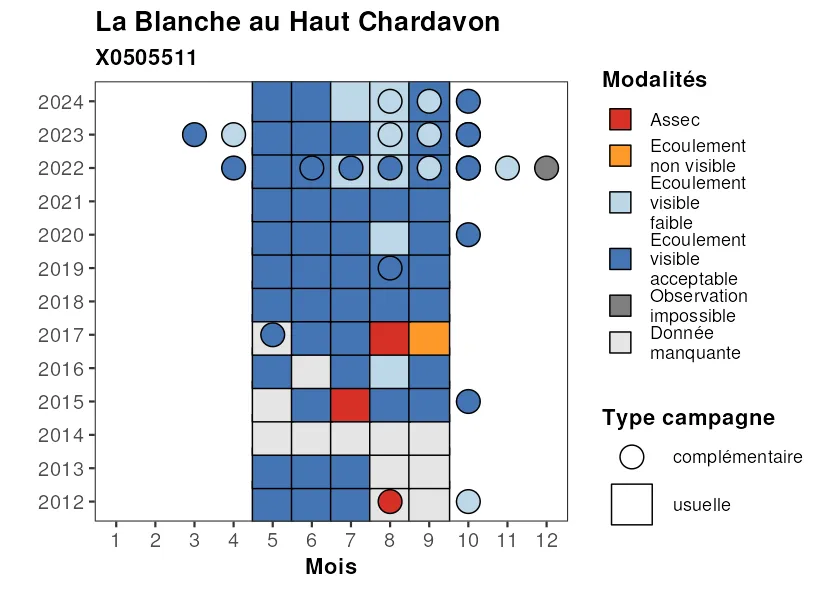 La Blanche au Haut Chardavon
X0505511
2024
2023
2022
2021
2020
2019
2018
2017
2016
2015
2014
2013
2012
1 2 3 4 5 6 7 8 9 10 11 12
Mois
Modalités
Assec
Ecoulement
non visible
Ecoulement
visible
faible
Ecoulement
visible
acceptable
Observation
impossible
Donnée
manquante
Type campagne
complémentaire
usuelle